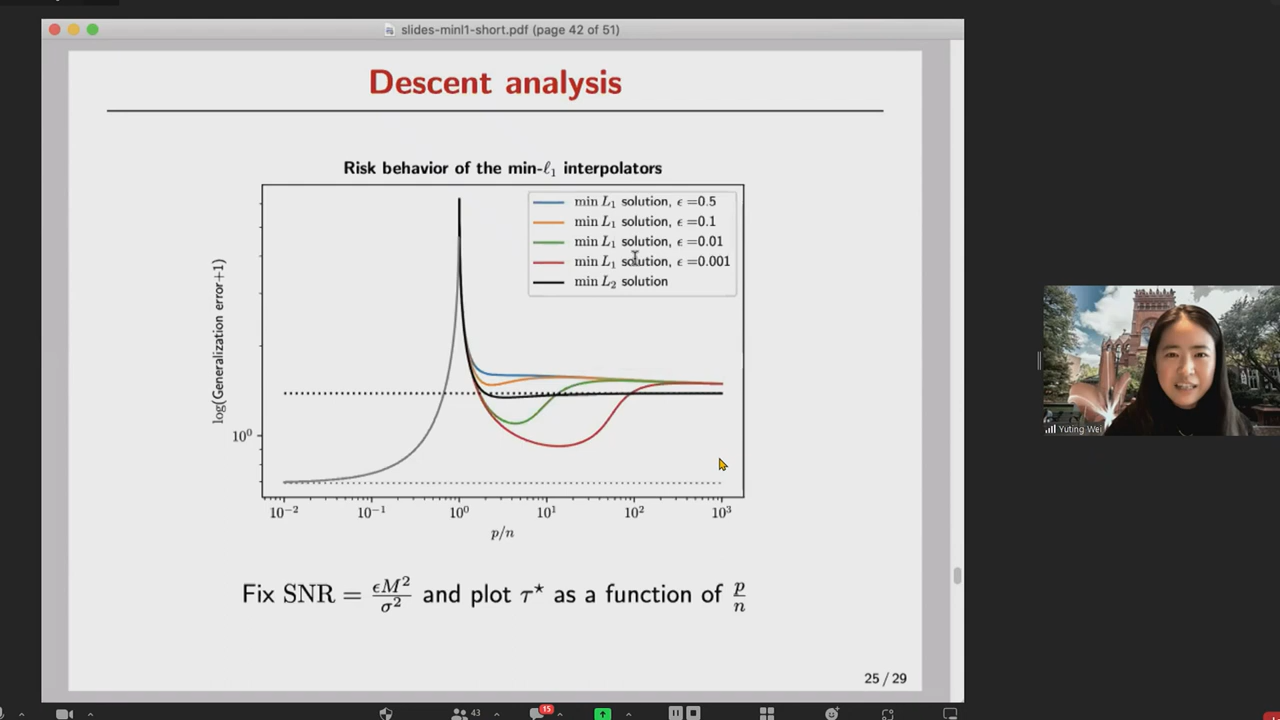 slides-minl1-short.pdf (page 42 of 51)
Descent analysis
Risk behavior of the min-ℓ₁ interpolators
min L₁ solution, ϵ =0.5
min L₁ solution, ϵ =0.1
min L₁ solution, ϵ =0.01
min L₁ solution, ϵ =0.001
min L₂ solution
log(Generalization error+1)
10⁰
10⁻² 10⁻¹ 10⁰ 10¹ 10² 10³
p/n
Fix SNR = ϵM²/σ² and plot τ⋆ as a function of p/n
25 / 29
Yuting Wei
43
15